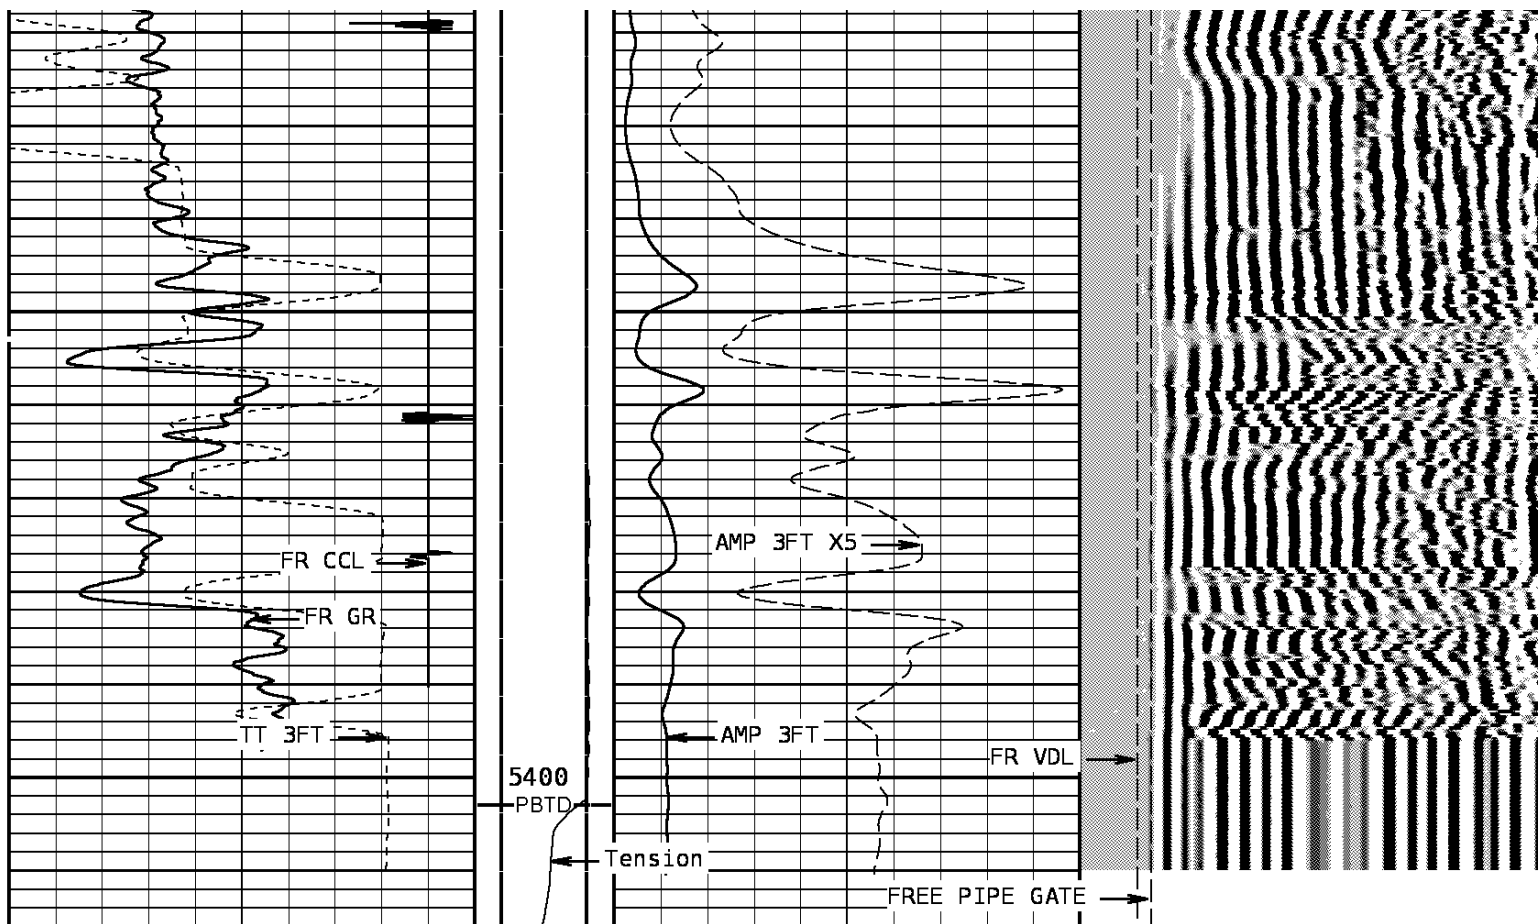 AMP 3FT X5
FR CCL
FR GR
TT 3FT
AMP 3FT
FR VDL
5400
PBTD
Tension
FREE PIPE GATE